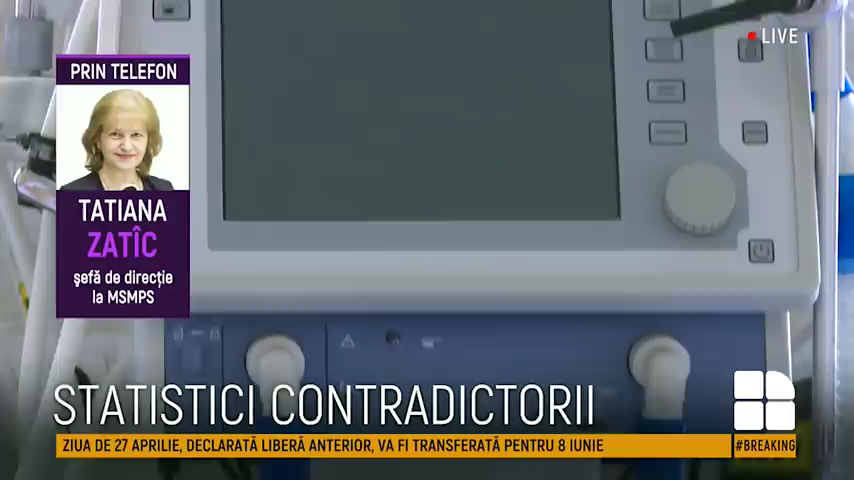 LIVE
PRIN TELEFON
TATIANA
ZATÎC
şefă de direcție
la MSMPS
STATISTICI CONTRADICTORII
ZIUA DE 27 APRILIE, DECLARATĂ LIBERĂ ANTERIOR, VA FI TRANSFERATĂ PENTRU 8 IUNIE
#BREAKING